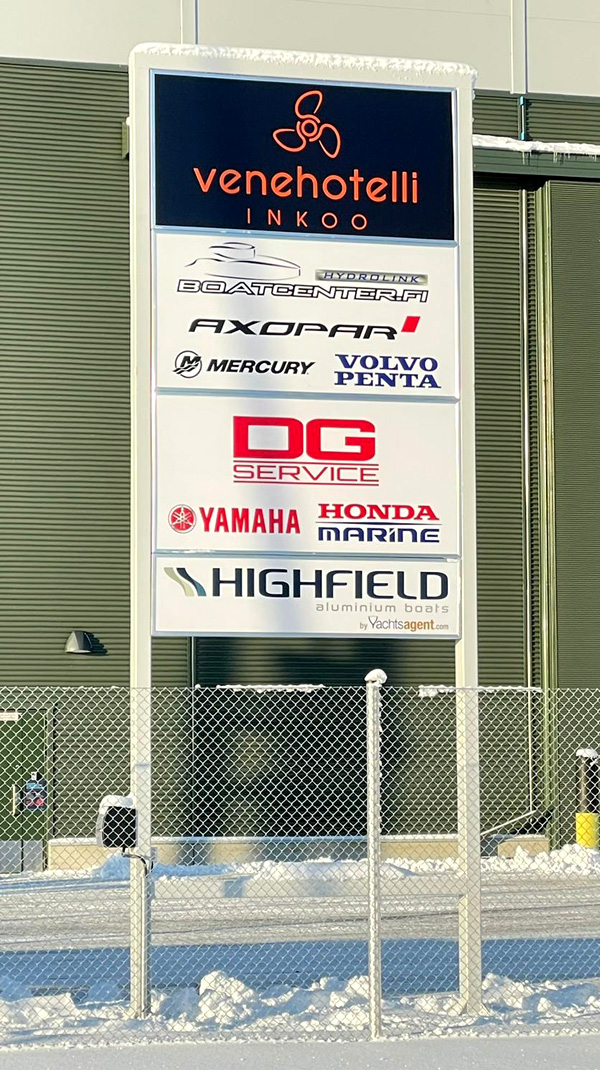 venehotelli
INKOO
HYDROLINK
BOATCENTER.FI
AXOPAR
MERCURY
VOLVO
PENTA
DG
SERVICE
YAMAHA
HONDA
MARINE
HIGHFIELD
aluminium boats
by Yachtsagent.com